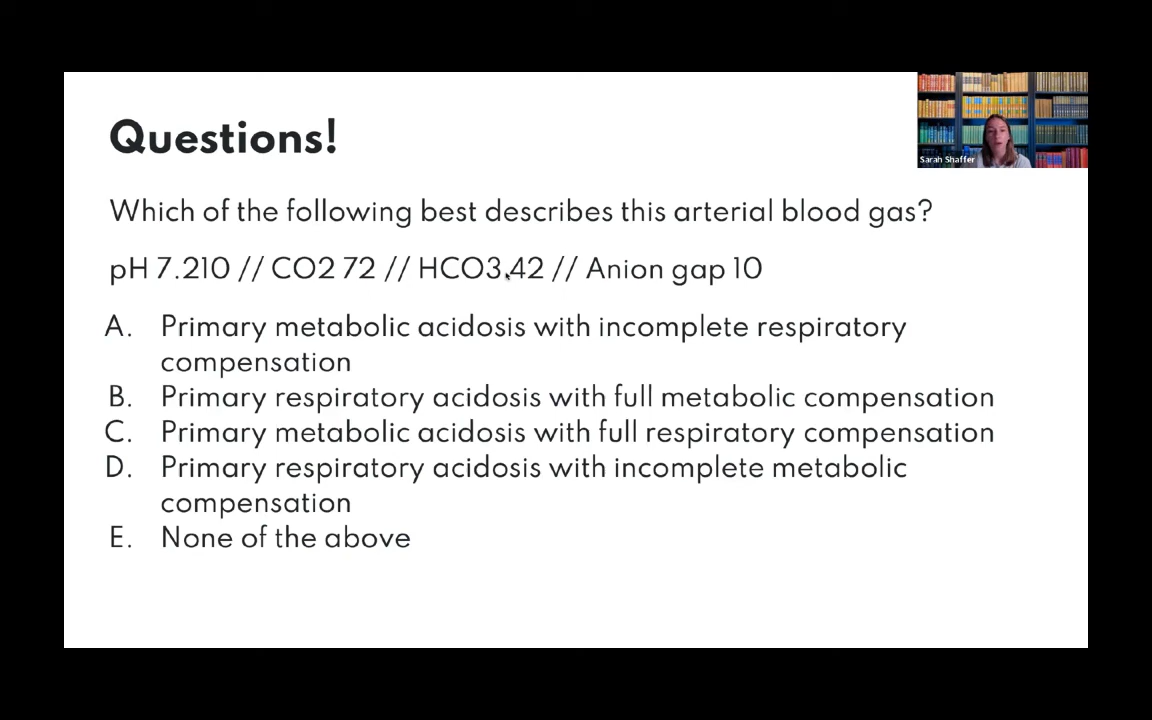 Questions!
Sarah Shaffer
Which of the following best describes this arterial blood gas?
pH 7.210 // CO2 72 // HCO3 42 // Anion gap 10
A. Primary metabolic acidosis with incomplete respiratory
compensation
B. Primary respiratory acidosis with full metabolic compensation
C. Primary metabolic acidosis with full respiratory compensation
D. Primary respiratory acidosis with incomplete metabolic
compensation
E. None of the above